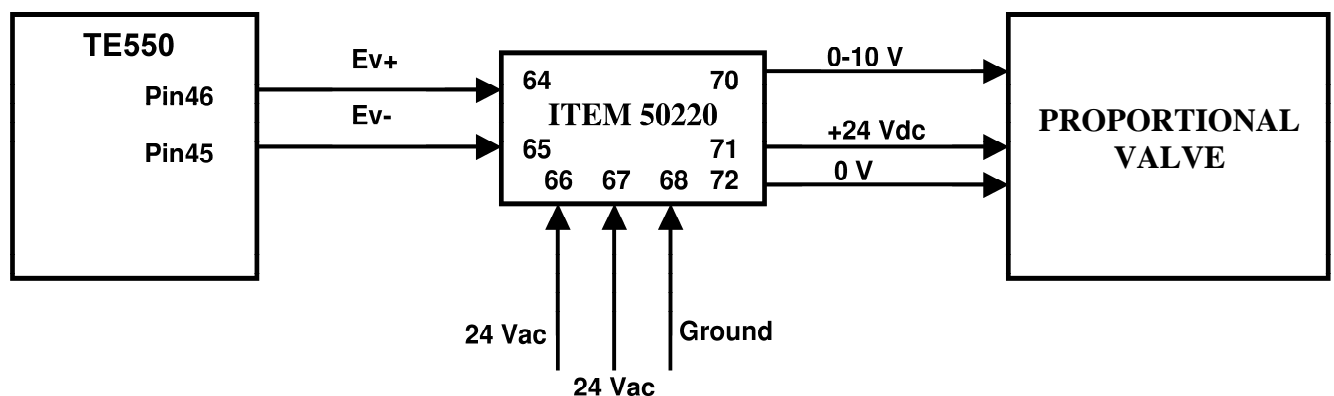 TE550
Ev+
0-10 V
Pin46
64
70
ITEM 50220
PROPORTIONAL
VALVE
Ev-
+24 Vdc
Pin45
65
71
0 V
66 67 68 72
24 Vac
Ground
24 Vac